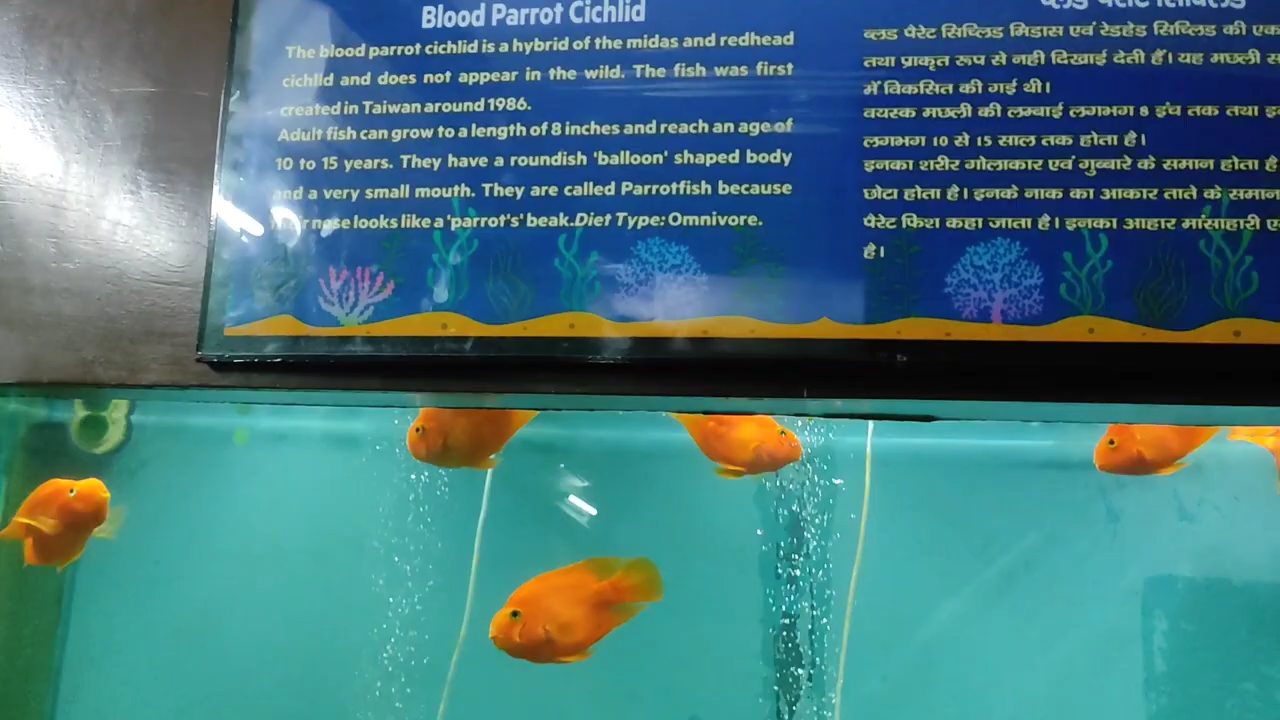 Blood Parrot Cichlid
The blood parrot cichlid is a hybrid of the midas and redhead
cichlid and does not appear in the wild. The fish was first
created in Taiwan around 1986.
Adult fish can grow to a length of 8 inches and reach an age of
10 to 15 years. They have a roundish 'balloon' shaped body
and a very small mouth. They are called Parrotfish because
nose looks like a 'parrot's' beak.Diet Type: Omnivore.
ब्लड पैरेट सिच्लिड मिडास एवं रेडहेड सिच्लिड की एक
तथा प्राकृत रूप से नही दिखाई देती हैं। यह मछली
में विकसित की गई थी।
वयस्क मछली की लम्बाई लगभग 8 इंच तक तथा
लगभग 10 से 15 साल तक होता है।
इनका शरीर गोलाकार एवं गुब्बारे के समान होता है
छोटा होता है। इनके नाक का आकार ताते के समान
पैरेट फिश कहा जाता है। इनका आहार मांसाहारी
है।